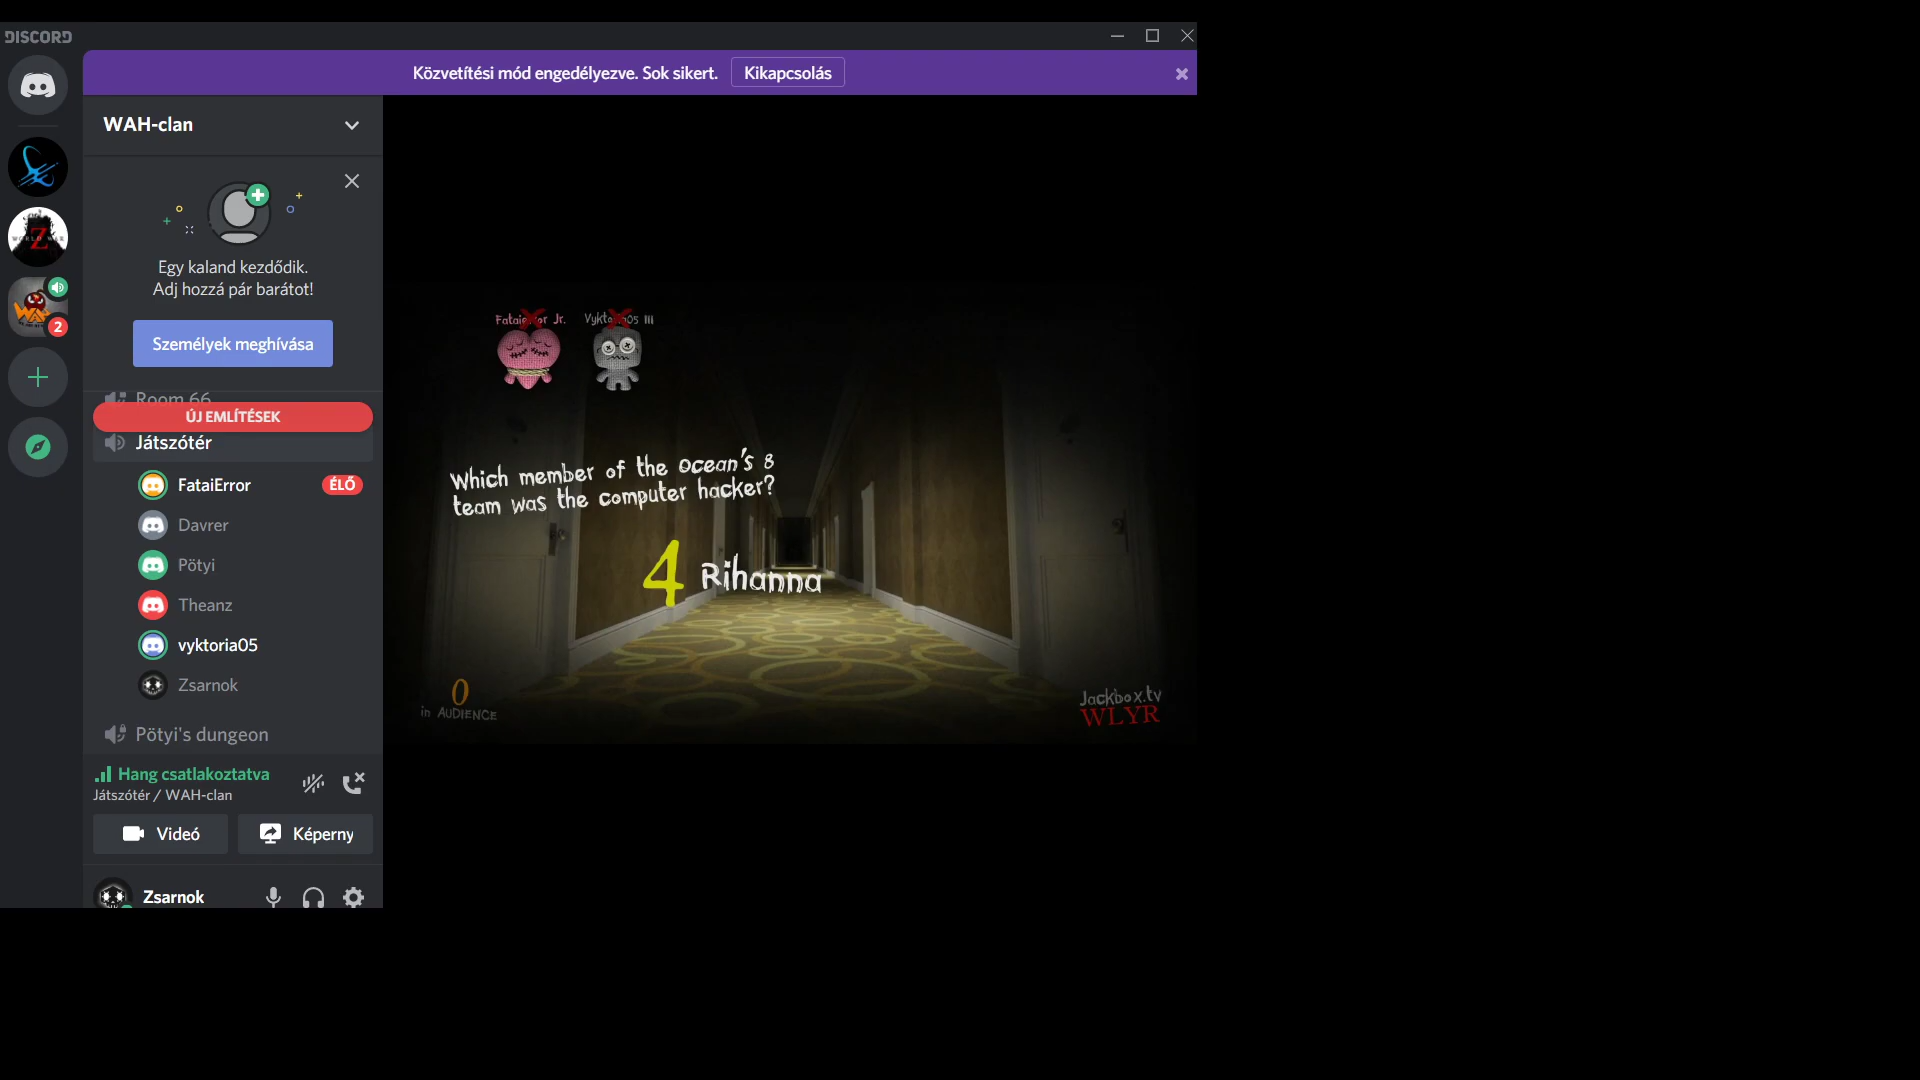 DISCORD
Közvetítési mód engedélyezve. Sok sikert.
Kikapcsolás
WAH-clan
Egy kaland kezdődik.
Adj hozzá pár barátot!
Személyek meghívása
2
Room 66
ÚJ EMLÍTÉSEK
Játszótér
FataiError
ÉLŐ
Davrer
Pötyi
Theanz
vyktoria05
Zsarnok
Pötyi's dungeon
Hang csatlakoztatva
Játszótér / WAH-clan
Videó
Képerny
Zsarnok
Jr.
III
Which member of the ocean's 8
team was the computer hacker?
4 Rihanna
0
in AUDIENCE
Jackbox.tv
WLYR